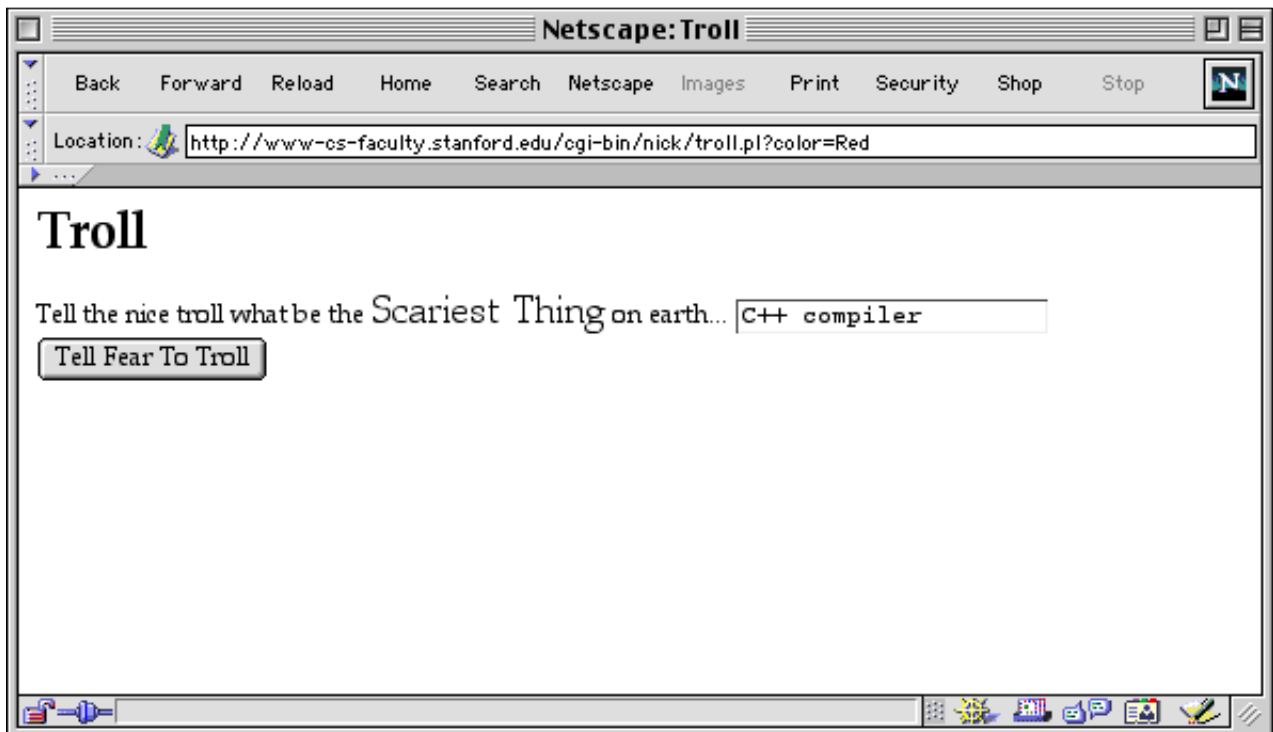 Netscape: Troll
Back Forward Reload Home Search Netscape Images Print Security Shop Stop N
Location: http://www-cs-faculty.stanford.edu/cgi-bin/nick/troll.pl?color=Red
...
Troll
Tell the nice troll what be the Scariest Thing on earth... C++ compiler
Tell Fear To Troll